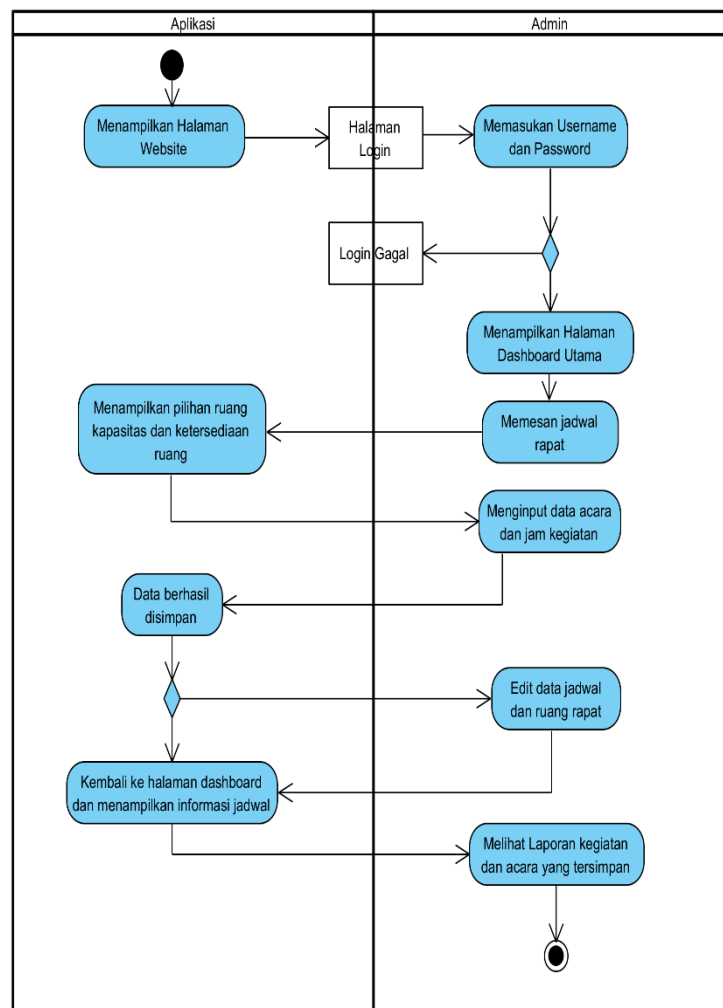 Aplikasi
Admin
Menampilkan Halaman
Website
Halaman
Login
Memasukan Username
dan Password
Login Gagal
Menampilkan Halaman
Dashboard Utama
Menampilkan pilihan ruang
kapasitas dan ketersediaan
ruang
Memesan jadwal
rapat
Menginput data acara
dan jam kegiatan
Data berhasil
disimpan
Edit data jadwal
dan ruang rapat
Kembali ke halaman dashboard
dan menampilkan informasi jadwal
Melihat Laporan kegiatan
dan acara yang tersimpan